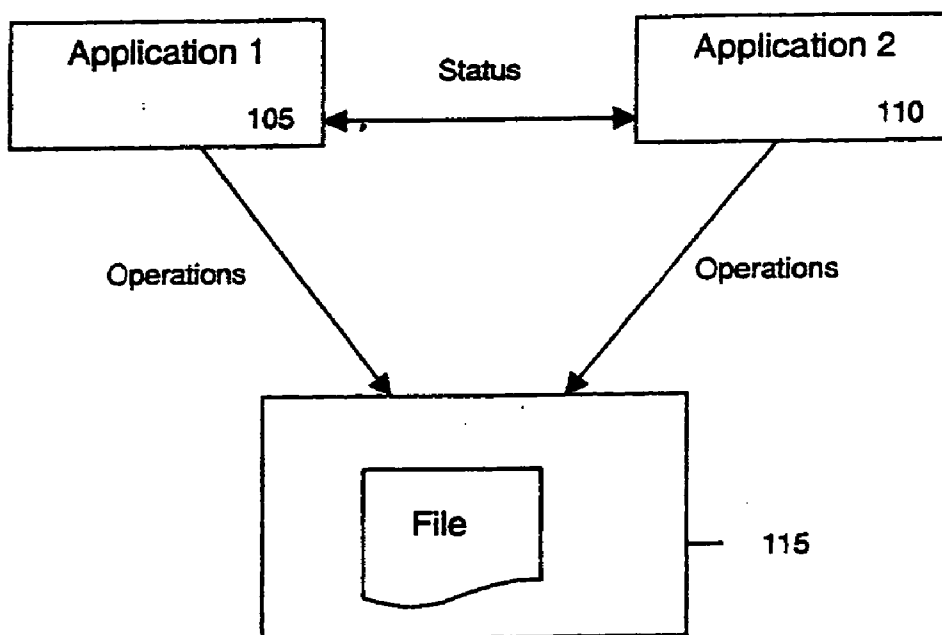 Application 1
105
Status
Application 2
110
Operations
Operations
File
115